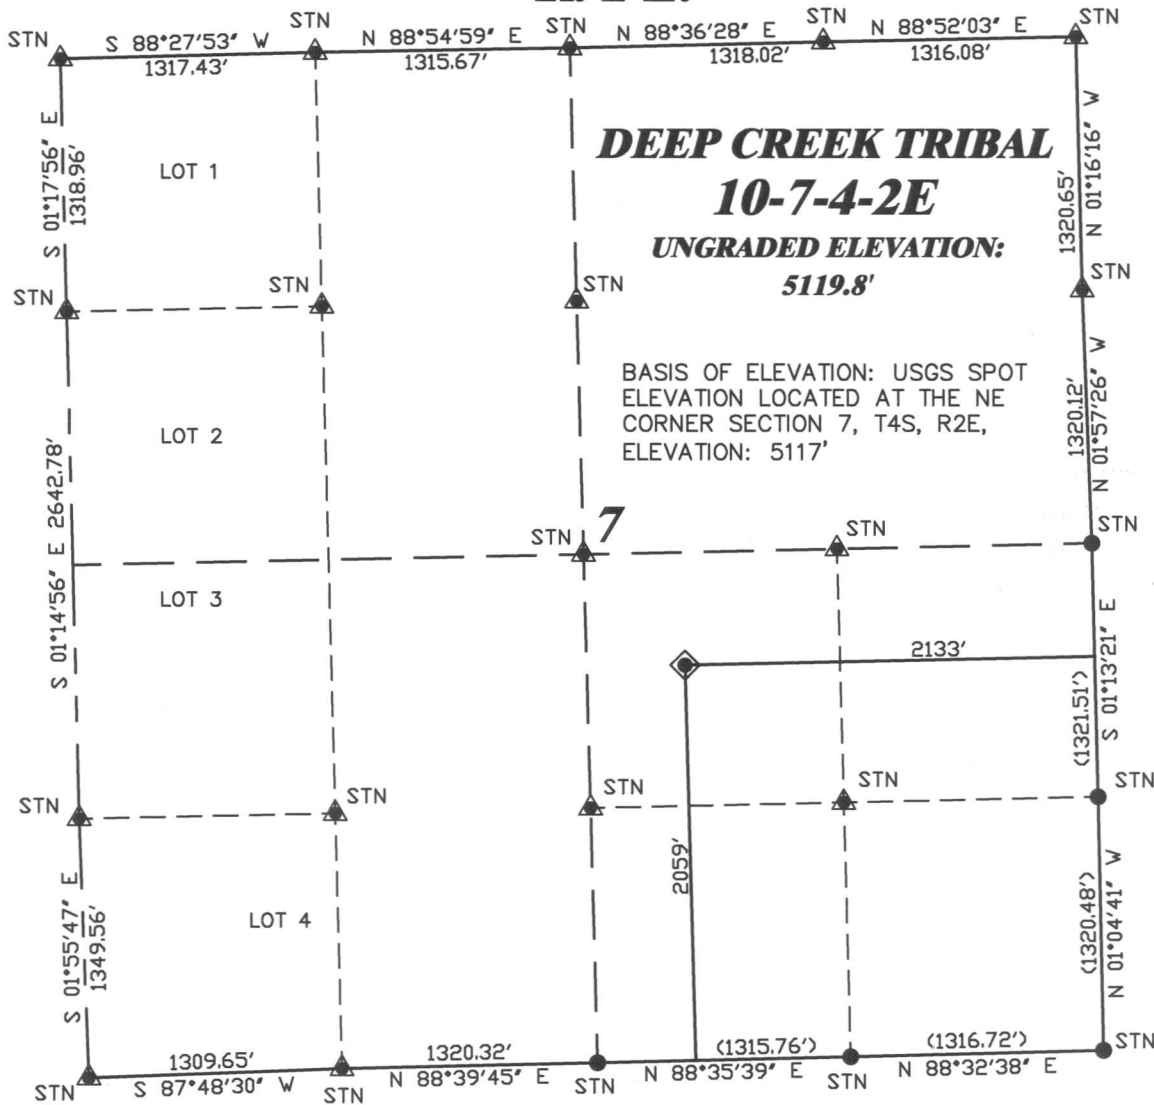 STN
STN
STN
STN
STN
S 88°27'53" W
N 88°54'59" E
N 88°36'28" E
N 88°52'03" E
1317.43'
1315.67'
1318.02'
1316.08'
S 01°17'56" E
1318.96'
LOT 1
DEEP CREEK TRIBAL
10-7-4-2E
UNGRADED ELEVATION:
5119.8'
1320.65'
N 01°16'16" W
STN
STN
STN
STN
BASIS OF ELEVATION: USGS SPOT
ELEVATION LOCATED AT THE NE
CORNER SECTION 7, T4S, R2E,
ELEVATION: 5117'
1320.12'
N 01°57'26" W
LOT 2
S 01°14'56" E 2642.78'
STN
7
STN
STN
LOT 3
2133'
(1321.51')
S 01°13'21" E
STN
STN
STN
STN
STN
2059'
S 01°55'47" E
1349.56'
LOT 4
(1320.48')
N 01°04'41" W
1309.65'
1320.32'
(1315.76')
(1316.72')
S 87°48'30" W
N 88°39'45" E
N 88°35'39" E
N 88°32'38" E
STN
STN
STN
STN
STN